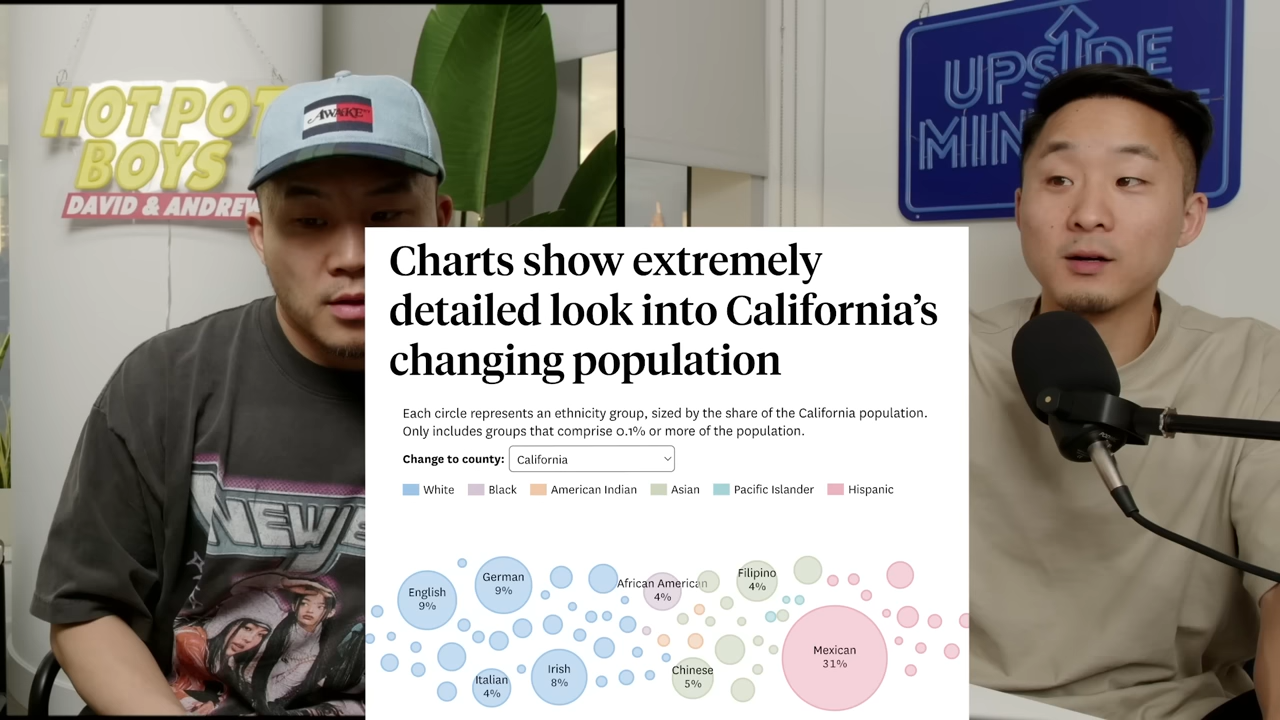 HOT POT
BOYS
DAVID & ANDREW
AWAKE
UPSIDE
NEWJE
Charts show extremely
detailed look into California's
changing population
Each circle represents an ethnicity group, sized by the share of the California population.
Only includes groups that comprise 0.1% or more of the population.
Change to county: California
White Black American Indian Asian Pacific Islander Hispanic
English
9%
German
9%
African American
4%
Filipino
4%
Italian
4%
Irish
8%
Chinese
5%
Mexican
31%